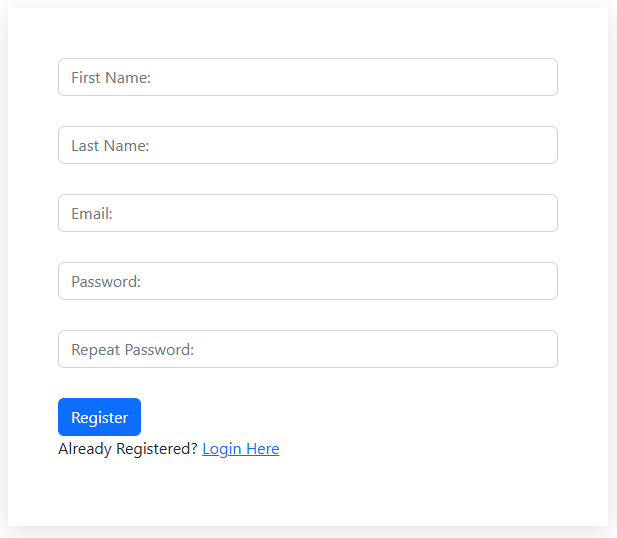 First Name:
Last Name:
Email:
Password:
Repeat Password:
Register
Already Registered? Login Here